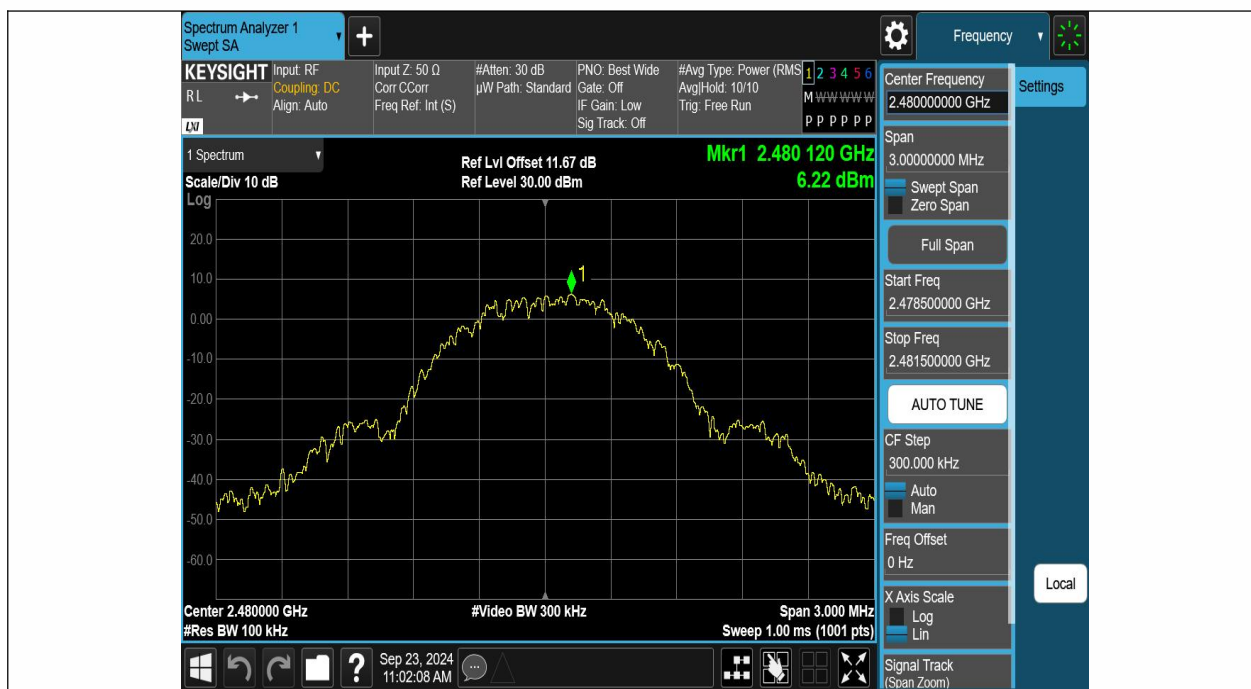 Spectrum Analyzer 1
Swept SA
Frequency
KEYSIGHT
RL
LXI
Input: RF
Coupling: DC
Align: Auto
Input Z: 50 Ω
Corr CCorr
Freq Ref: Int (S)
#Atten: 30 dB
µW Path: Standard
PNO: Best Wide
Gate: Off
IF Gain: Low
Sig Track: Off
#Avg Type: Power (RMS
Avg|Hold: 10/10
Trig: Free Run
1 2 3 4 5 6
M W W W W W
P P P P P P
1 Spectrum
Scale/Div 10 dB
Log
Ref Lvl Offset 11.67 dB
Ref Level 30.00 dBm
Mkr1 2.480 120 GHz
6.22 dBm
1
20.0
10.0
0.00
-10.0
-20.0
-30.0
-40.0
-50.0
-60.0
Center 2.480000 GHz
#Res BW 100 kHz
#Video BW 300 kHz
Span 3.000 MHz
Sweep 1.00 ms (1001 pts)
Sep 23, 2024
11:02:08 AM
Center Frequency
2.480000000 GHz
Span
3.00000000 MHz
Swept Span
Zero Span
Full Span
Start Freq
2.478500000 GHz
Stop Freq
2.481500000 GHz
AUTO TUNE
CF Step
300.000 kHz
Auto
Man
Freq Offset
0 Hz
X Axis Scale
Log
Lin
Signal Track
(Span Zoom)
Settings
Local